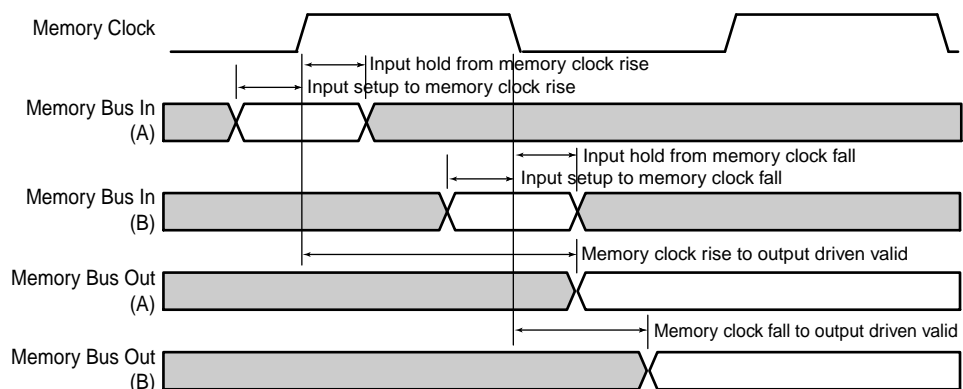 Memory Clock
Input hold from memory clock rise
Input setup to memory clock rise
Memory Bus In
(A)
Input hold from memory clock fall
Input setup to memory clock fall
Memory Bus In
(B)
Memory clock rise to output driven valid
Memory Bus Out
(A)
Memory clock fall to output driven valid
Memory Bus Out
(B)